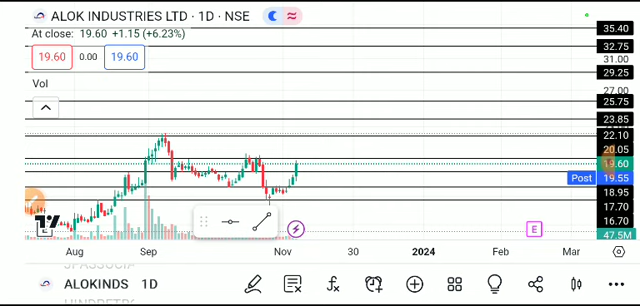 ALOK INDUSTRIES LTD · 1D · NSE
At close: 19.60 +1.15 (+6.23%)
19.60 0.00 19.60
Vol
35.40
32.75
31.00
29.25
27.00
25.75
23.85
22.10
20.05
19.60
Post 19.55
18.95
17.70
16.70
47.5M
E
E
Aug Sep Nov 30 2024 Feb Mar
ALOKINDS 1D